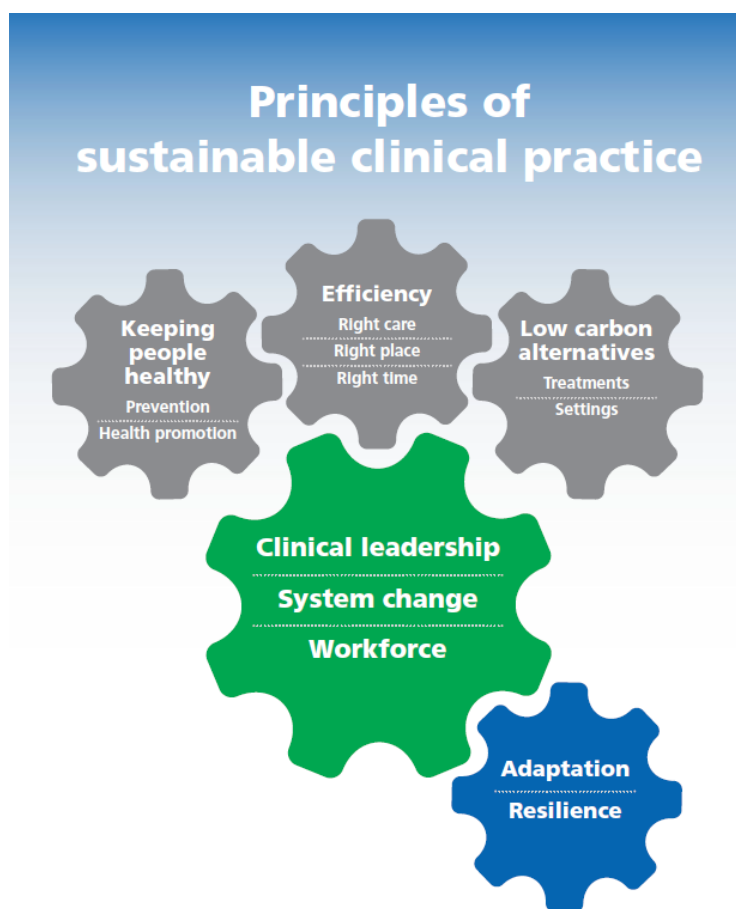 Principles of
sustainable clinical practice
Keeping
people
healthy
Prevention
Health promotion
Efficiency
Right care
Right place
Right time
Low carbon
alternatives
Treatments
Settings
Clinical leadership
System change
Workforce
Adaptation
Resilience